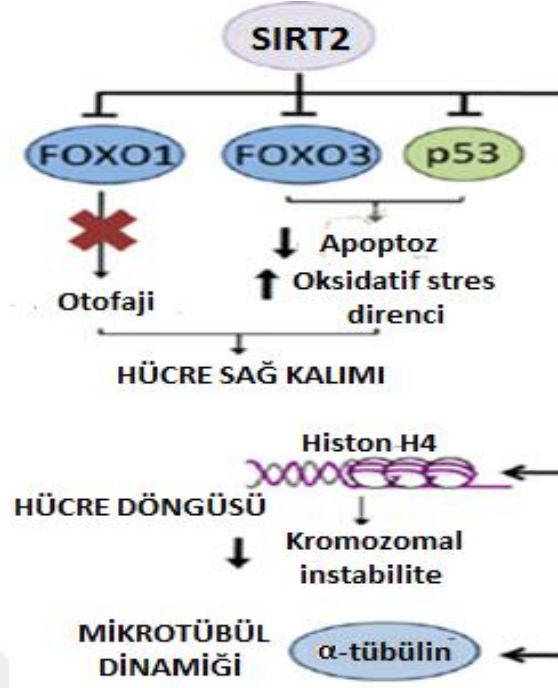 SIRT2
FOXO1
FOXO3
p53
Otofaji
Apoptoz
Oksidatif stres
direnci
HÜCRE SAĞ KALIMI
Histon H4
HÜCRE DÖNGÜSÜ
Kromozomal
instabilite
MİKROTÜBÜL
DİNAMİĞİ
α-tübülin